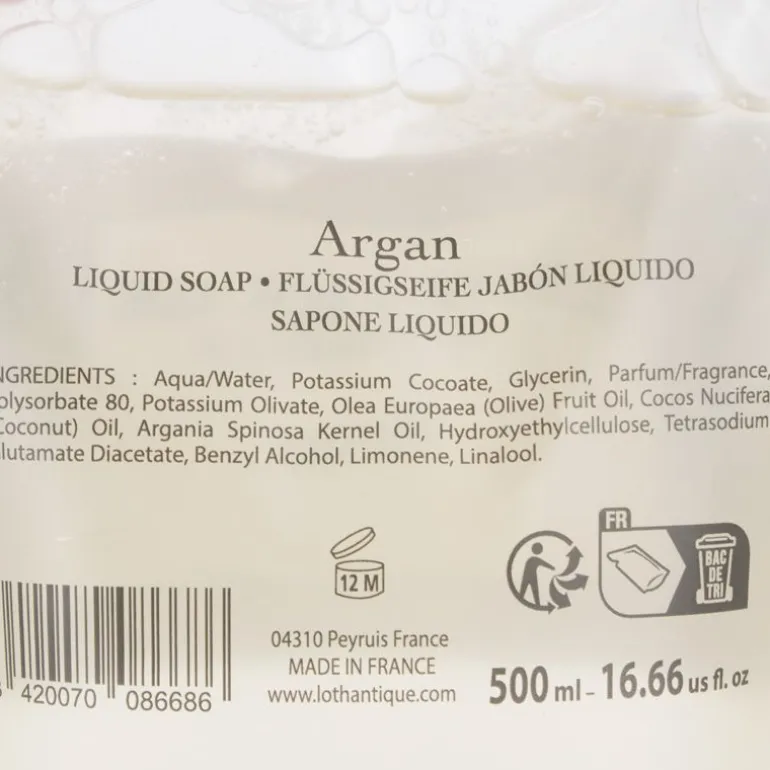 Argan
LIQUID SOAP • FLÜSSIGSEIFE JABÓN LIQUIDO
SAPONE LIQUIDO
NGREDIENTS : Aqua/Water, Potassium Cocoate, Glycerin, Parfum/Fragrance,
olysorbate 80, Potassium Olivate, Olea Europaea (Olive) Fruit Oil, Cocos Nucifera
Coconut) Oil, Argania Spinosa Kernel Oil, Hydroxyethylcellulose, Tetrasodium
lutamate Diacetate, Benzyl Alcohol, Limonene, Linalool.
FR
BAC
DE
TRI
12 M
04310 Peyruis France
MADE IN FRANCE
www.lothantique.com
420070 086686
500 ml - 16.66 us fl. oz